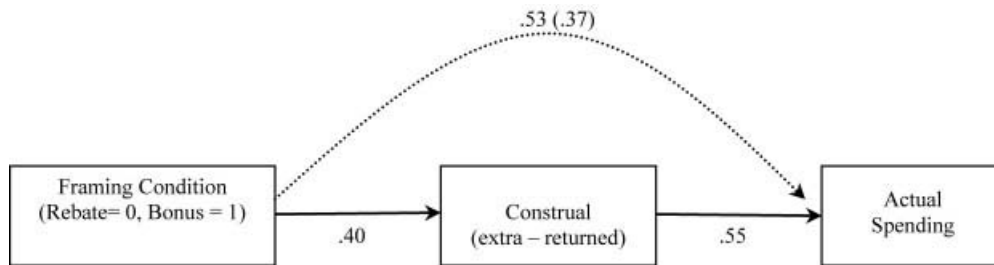 .53 (.37)
Framing Condition
(Rebate= 0, Bonus = 1)
.40
Construal
(extra – returned)
.55
Actual
Spending